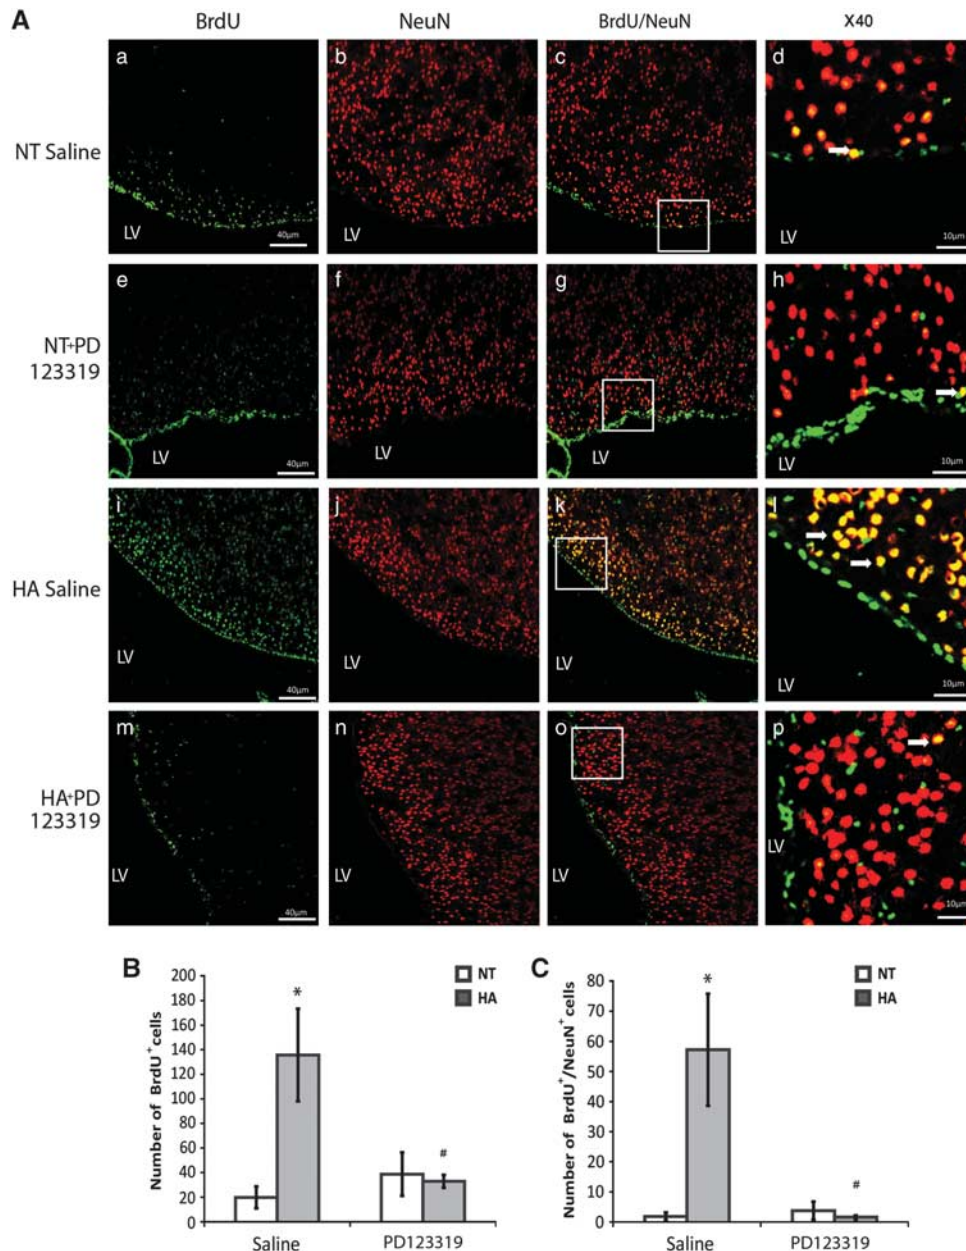 A
BrdU NeuN BrdU/NeuN X40
NT Saline
a b c d
LV LV LV
40µm 10µm
NT+PD
123319
e f g h
LV LV LV LV
40µm 10µm
HA Saline
i j k l
LV LV LV LV
40µm 10µm
HA+PD
123319
m n o p
LV LV LV LV
40µm 10µm
B
Number of BrdU+ cells
200
180
160
140
120
100
80
60
40
20
0
NT
HA
*
#
Saline PD123319
C
Number of BrdU+/NeuN+ cells
80
70
60
50
40
30
20
10
0
NT
HA
*
#
Saline PD123319